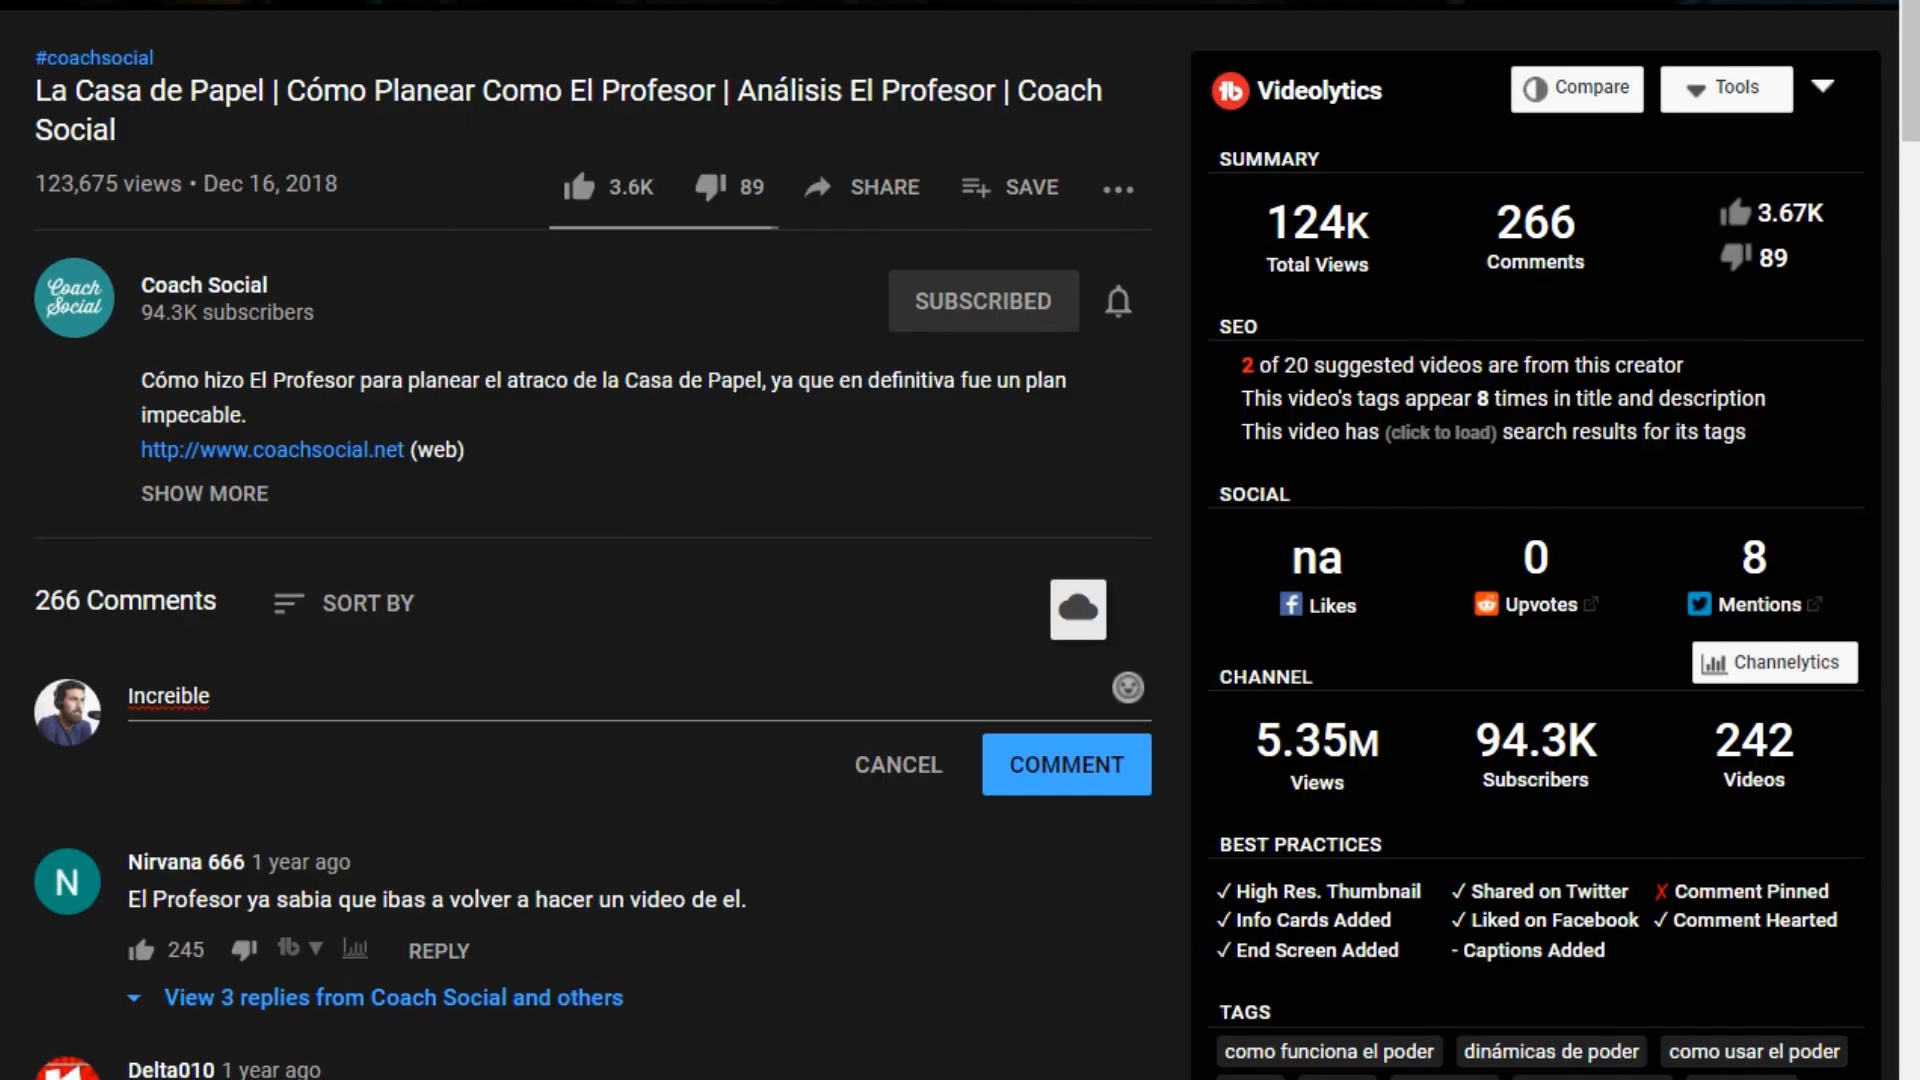 #coachsocial
La Casa de Papel | Cómo Planear Como El Profesor | Análisis El Profesor | Coach
Social
123,675 views • Dec 16, 2018
3.6K
89
SHARE
SAVE
Coach
Social
Coach Social
94.3K subscribers
SUBSCRIBED
Cómo hizo El Profesor para planear el atraco de la Casa de Papel, ya que en definitiva fue un plan
impecable.
http://www.coachsocial.net (web)
SHOW MORE
266 Comments
SORT BY
Increible
CANCEL
COMMENT
N
Nirvana 666 1 year ago
El Profesor ya sabia que ibas a volver a hacer un video de el.
245
REPLY
View 3 replies from Coach Social and others
Delta010 1 year ago
Videolytics
Compare
Tools
SUMMARY
124K
Total Views
266
Comments
3.67K
89
SEO
2 of 20 suggested videos are from this creator
This video's tags appear 8 times in title and description
This video has (click to load) search results for its tags
SOCIAL
na
Likes
0
Upvotes
8
Mentions
CHANNEL
Channelytics
5.35M
Views
94.3K
Subscribers
242
Videos
BEST PRACTICES
✓ High Res. Thumbnail ✓ Shared on Twitter ✗ Comment Pinned
✓ Info Cards Added ✓ Liked on Facebook ✓ Comment Hearted
✓ End Screen Added - Captions Added
TAGS
como funciona el poder dinámicas de poder como usar el poder